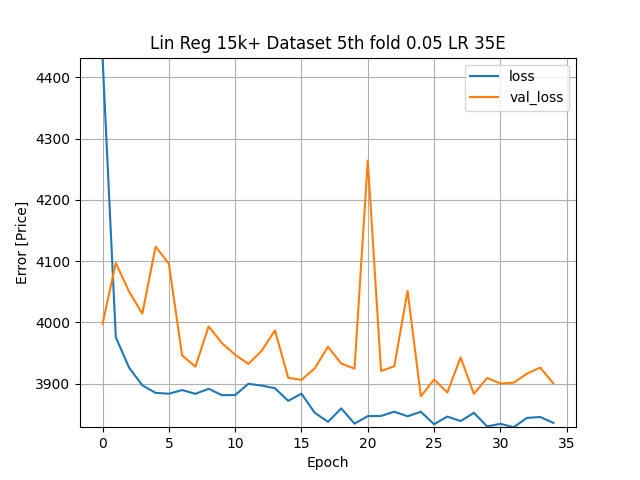 Lin Reg 15k+ Dataset 5th fold 0.05 LR 35E
loss
val_loss
4400
4300
4200
4100
4000
3900
Error [Price]
0 5 10 15 20 25 30 35
Epoch